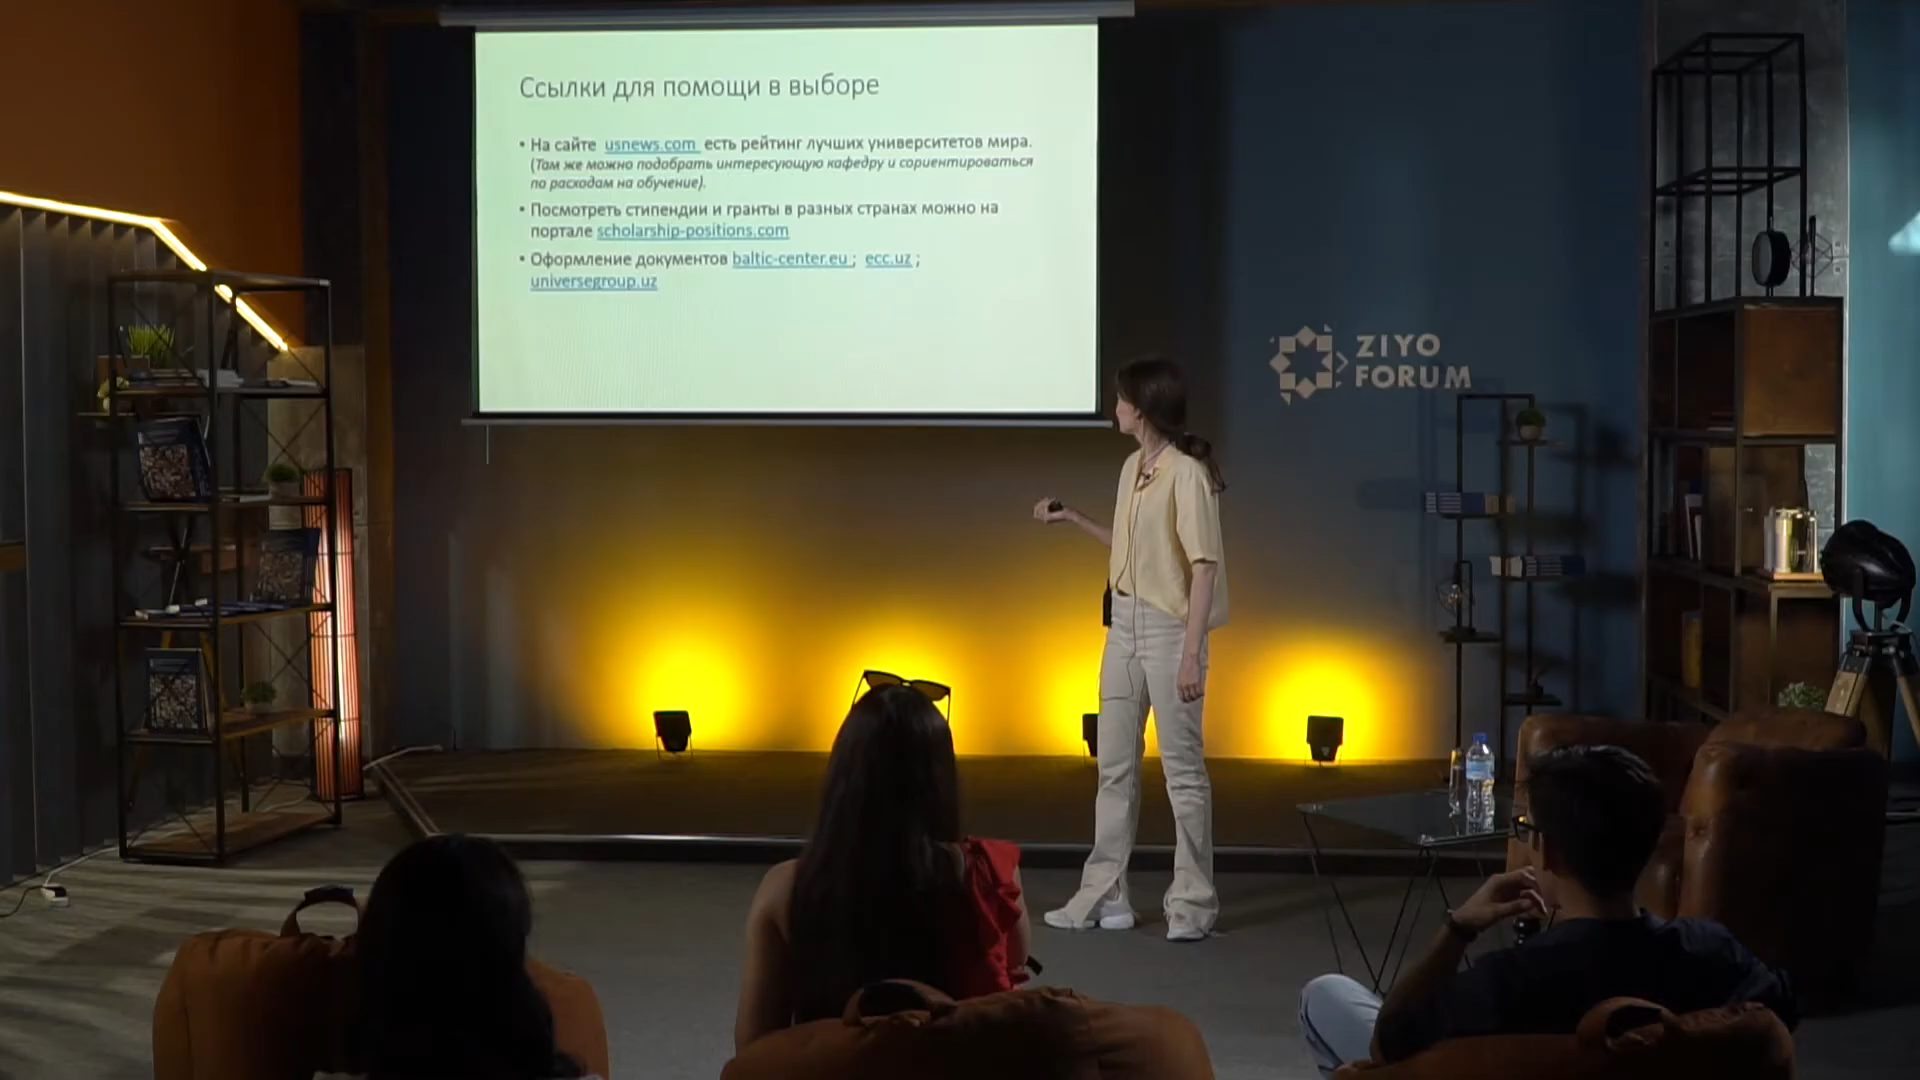 Ссылки для помощи в выборе
• На сайте usnews.com есть рейтинг лучших университетов мира.
(Там же можно подобрать интересующую кафедру и сориентироваться
по расходам на обучение).
• Посмотреть стипендии и гранты в разных странах можно на
портале scholarship-positions.com
• Оформление документов baltic-center.eu ; ecc.uz ;
universegroup.uz
ZIYO
FORUM